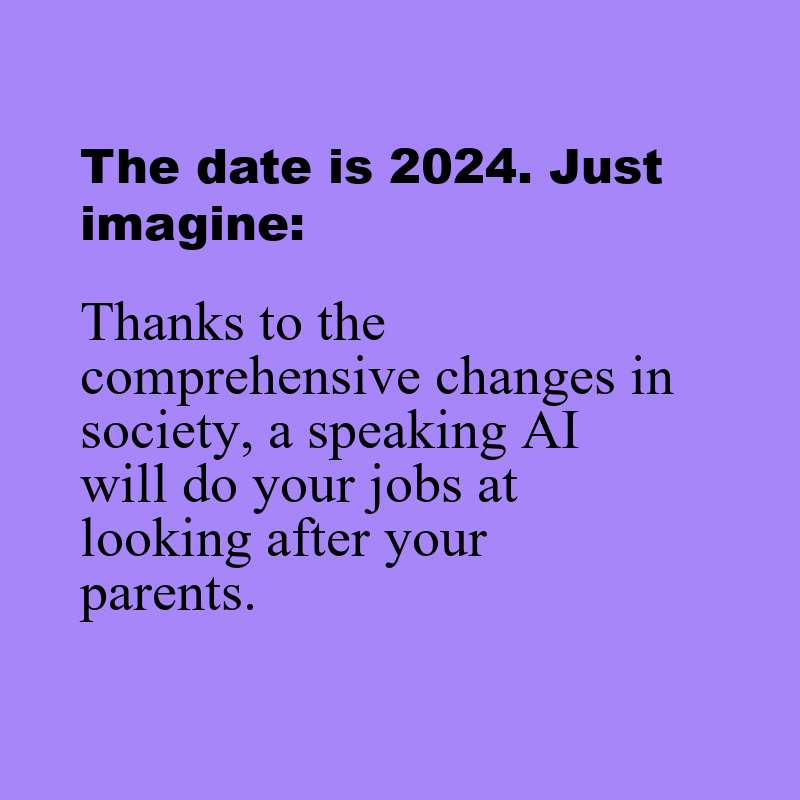 The date is 2024. Just
imagine:
Thanks to the
comprehensive changes in
society, a speaking AI
will do your jobs at
looking after your
parents.